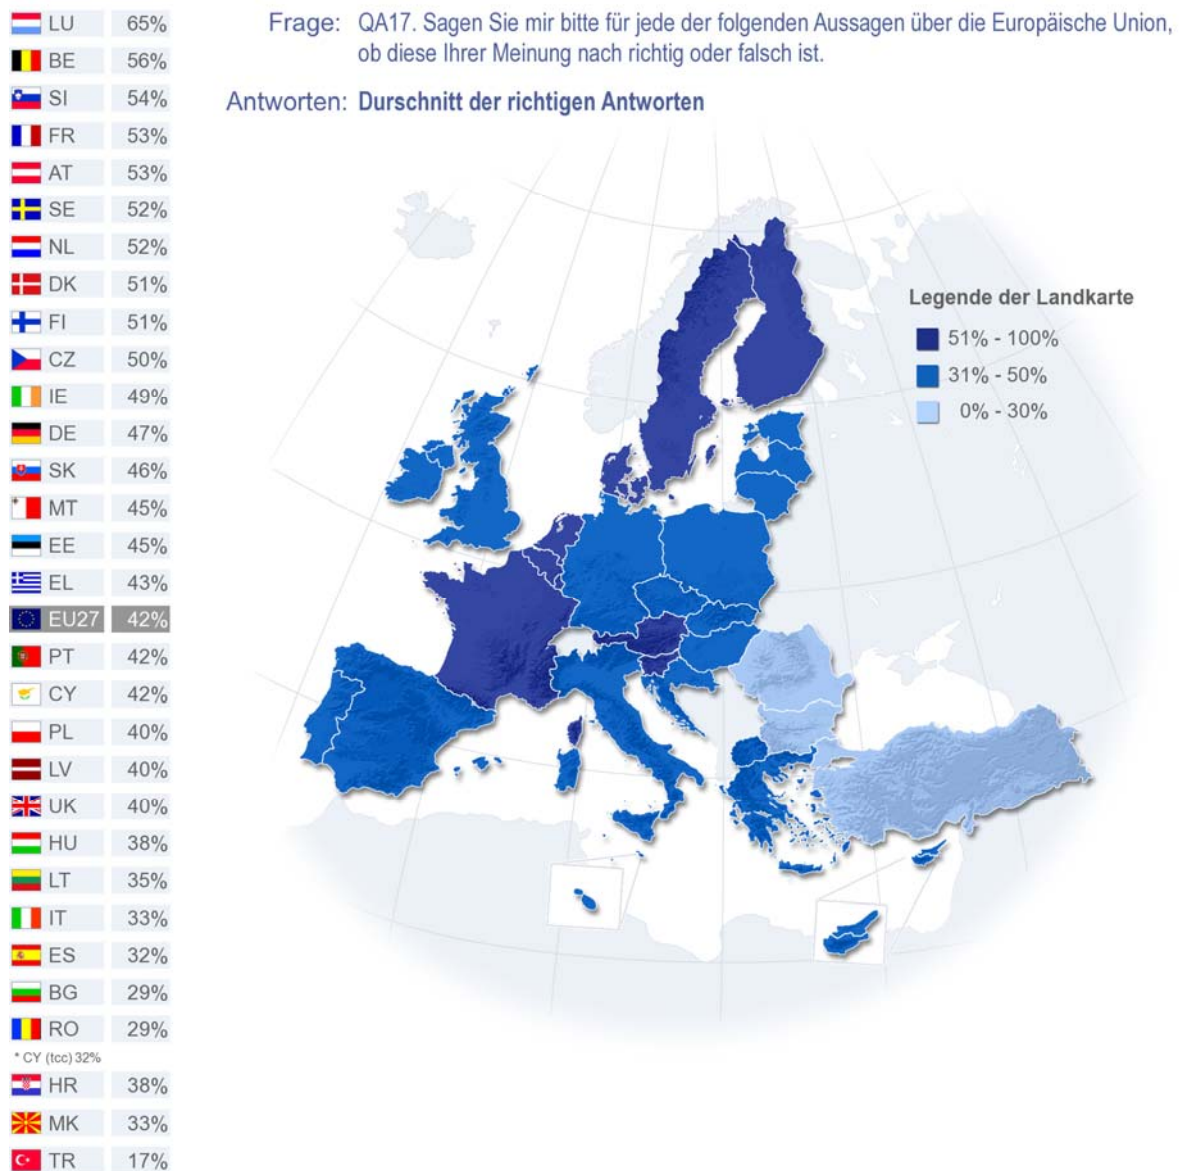 LU 65%
BE 56%
SI 54%
FR 53%
AT 53%
SE 52%
NL 52%
DK 51%
FI 51%
CZ 50%
IE 49%
DE 47%
SK 46%
MT 45%
EE 45%
EL 43%
EU27 42%
PT 42%
CY 42%
PL 40%
LV 40%
UK 40%
HU 38%
LT 35%
IT 33%
ES 32%
BG 29%
RO 29%
* CY (tcc) 32%
HR 38%
MK 33%
TR 17%
Frage: QA17. Sagen Sie mir bitte für jede der folgenden Aussagen über die Europäische Union,
ob diese Ihrer Meinung nach richtig oder falsch ist.
Antworten: Durschnitt der richtigen Antworten
Legende der Landkarte
51% - 100%
31% - 50%
0% - 30%